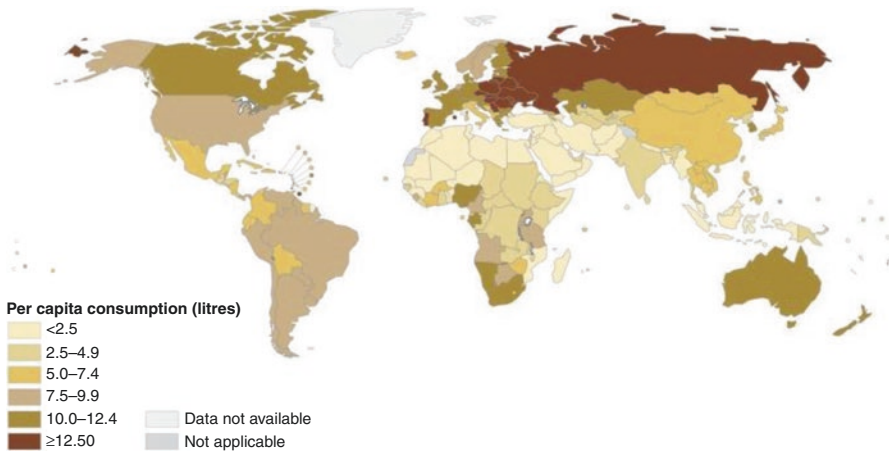 Per capita consumption (litres)
<2.5
2.5–4.9
5.0–7.4
7.5–9.9
10.0–12.4
≥12.50
Data not available
Not applicable